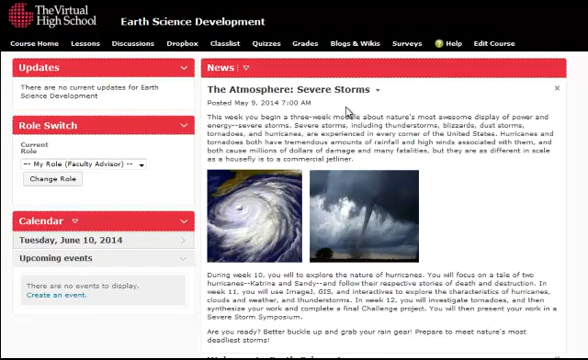 The Virtual
High School
Earth Science Development
Course Home Lessons Discussions Dropbox Classlist Quizzes Grades Blogs & Wikis Surveys Help Edit Course
Updates
There are no current updates for Earth
Science Development
Role Switch
Current
Role
-- My Role (Faculty Advisor) --
Change Role
Calendar
Tuesday, June 10, 2014
Upcoming events
There are no events to display.
Create an event.
News
The Atmosphere: Severe Storms
Posted May 9, 2014 7:00 AM
This week you begin a three-week module about nature's most awesome display of power and
energy--severe storms. Severe storms, including thunderstorms, blizzards, dust storms,
tornadoes, and hurricanes, are experienced in every corner of the United States. Hurricanes and
tornadoes both have tremendous amounts of rainfall and high winds associated with them, and
both cause millions of dollars of damage and many fatalities, but they are as different in scale
as a housefly is to a commercial jetliner.
During week 10, you will to explore the nature of hurricanes. You will focus on a tale of two
hurricanes--Katrina and Sandy--and follow their respective stories of death and destruction. In
week 11, you will use ImageJ, GIS, and interactives to explore the characteristics of hurricanes,
clouds and weather, and thunderstorms. In week 12, you will investigate tornadoes, and then
synthesize your work and complete a final Challenge project. You will then present your work in a
Severe Storm Symposium.
Are you ready? Better buckle up and grab your rain gear! Prepare to meet nature's most
deadliest storms!